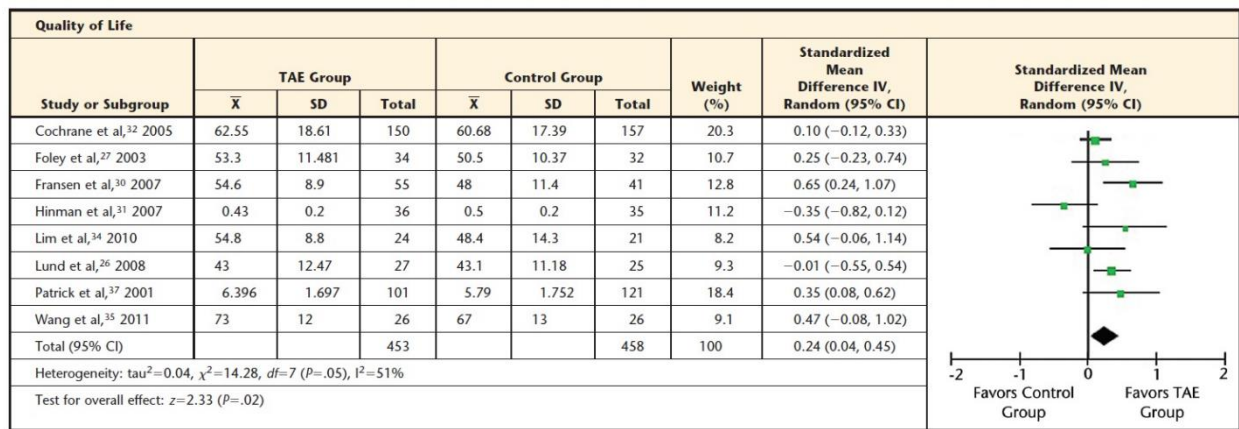 Quality of Life
Study or Subgroup TAE Group Control Group Weight (%) Standardized Mean Difference IV, Random (95% CI) Standardized Mean Difference IV, Random (95% CI)
X̅ SD Total X̅ SD Total
Cochrane et al,³² 2005 62.55 18.61 150 60.68 17.39 157 20.3 0.10 (−0.12, 0.33)
Foley et al,²⁷ 2003 53.3 11.481 34 50.5 10.37 32 10.7 0.25 (−0.23, 0.74)
Fransen et al,³⁰ 2007 54.6 8.9 55 48 11.4 41 12.8 0.65 (0.24, 1.07)
Hinman et al,³¹ 2007 0.43 0.2 36 0.5 0.2 35 11.2 −0.35 (−0.82, 0.12)
Lim et al,³⁴ 2010 54.8 8.8 24 48.4 14.3 21 8.2 0.54 (−0.06, 1.14)
Lund et al,²⁶ 2008 43 12.47 27 43.1 11.18 25 9.3 −0.01 (−0.55, 0.54)
Patrick et al,³⁷ 2001 6.396 1.697 101 5.79 1.752 121 18.4 0.35 (0.08, 0.62)
Wang et al,³⁵ 2011 73 12 26 67 13 26 9.1 0.47 (−0.08, 1.02)
Total (95% CI) 453 458 100 0.24 (0.04, 0.45)
Heterogeneity: tau²=0.04, χ²=14.28, df=7 (P=.05), I²=51%
Test for overall effect: z=2.33 (P=.02)
-2 -1 0 1 2
Favors Control Group Favors TAE Group